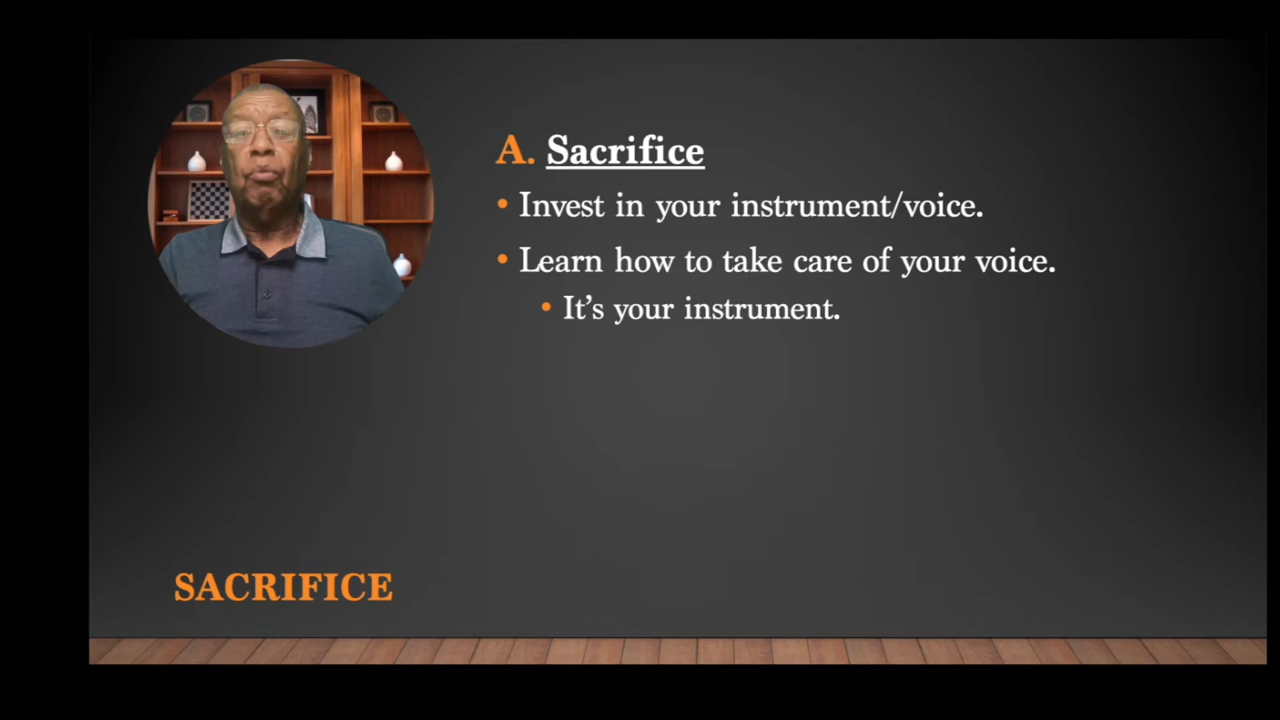 A. Sacrifice
• Invest in your instrument/voice.
• Learn how to take care of your voice.
• It’s your instrument.
SACRIFICE